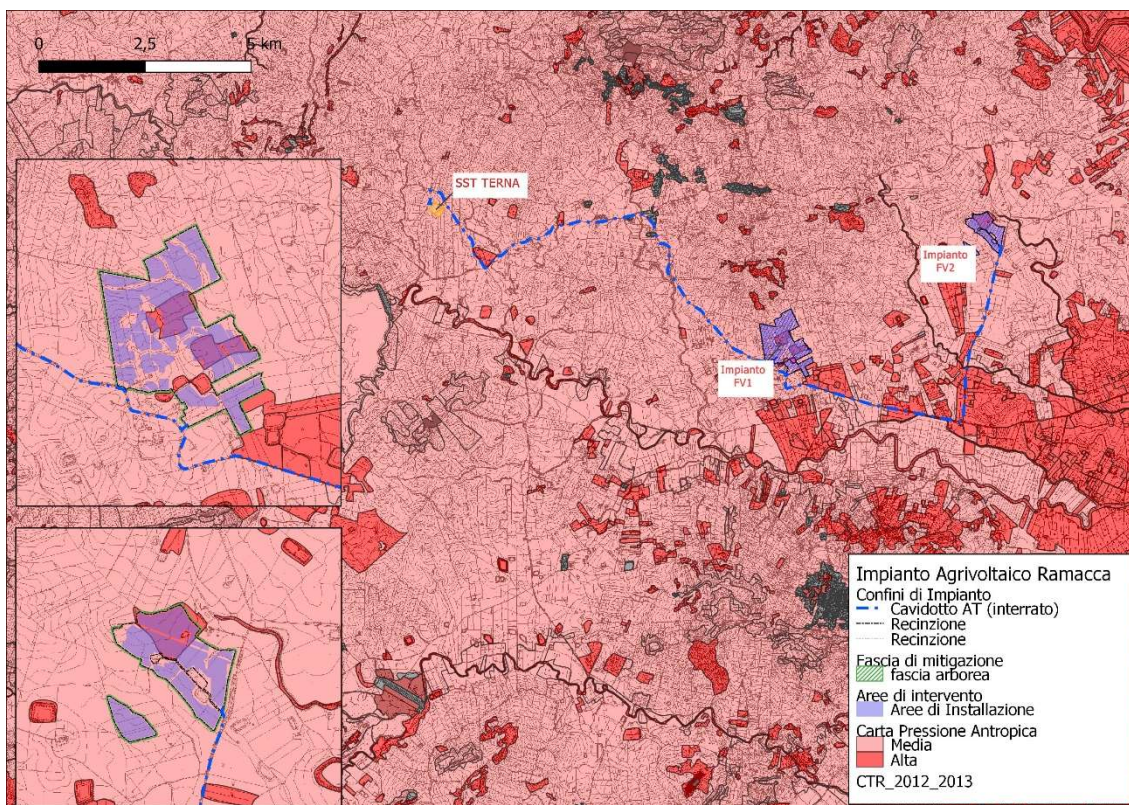 0 2,5 5 km
SST TERNA
Impianto
FV2
Impianto
FV1
Impianto Agrivoltaico Ramacca
Confini di Impianto
Cavidotto AT (interrato)
Recinzione
Recinzione
Fascia di mitigazione
fascia arborea
Aree di intervento
Aree di Installazione
Carta Pressione Antropica
Media
Alta
CTR_2012_2013